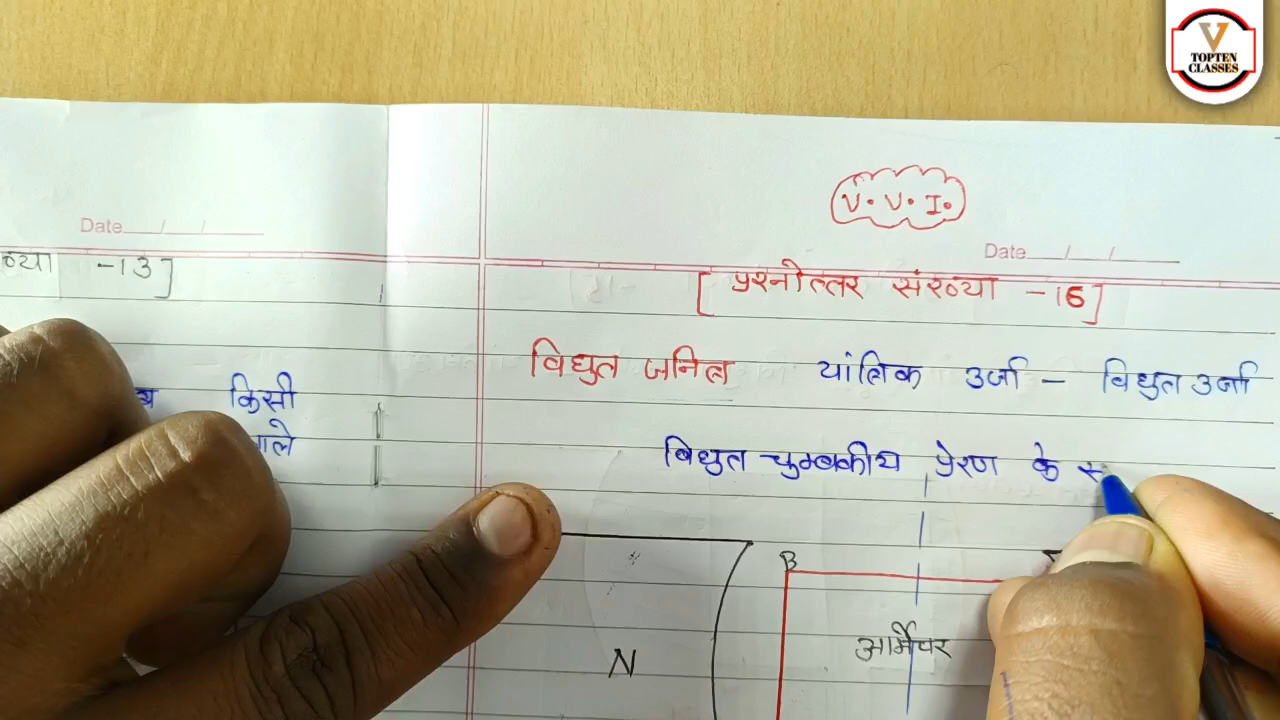 V
TOPTEN
CLASSES
V. V. I.
Date
Date
-13]
[ प्रश्नोत्तर संख्या -16]
विधुत जनित्र यांत्रिक उर्जा - विधुत उर्जा
किसी
विधुत चुम्बकीय प्रेरण के
B
आर्मेचर
N